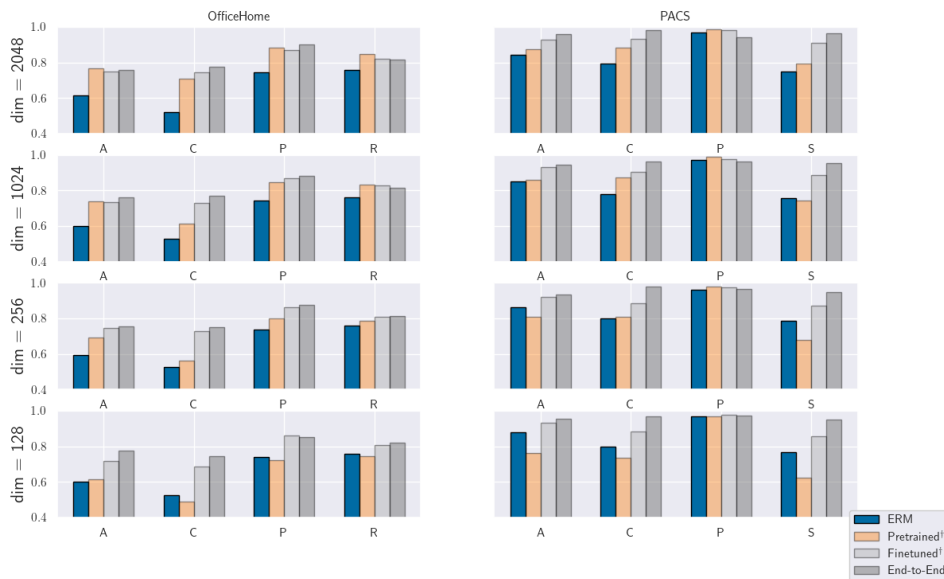 OfficeHome
PACS
dim = 2048
1.0
0.8
0.6
0.4
A C P R
A C P S
dim = 1024
1.0
0.8
0.6
0.4
A C P R
A C P S
dim = 256
1.0
0.8
0.6
0.4
A C P R
A C P S
dim = 128
1.0
0.8
0.6
0.4
A C P R
A C P S
ERM
Pretrained†
Finetuned†
End-to-End